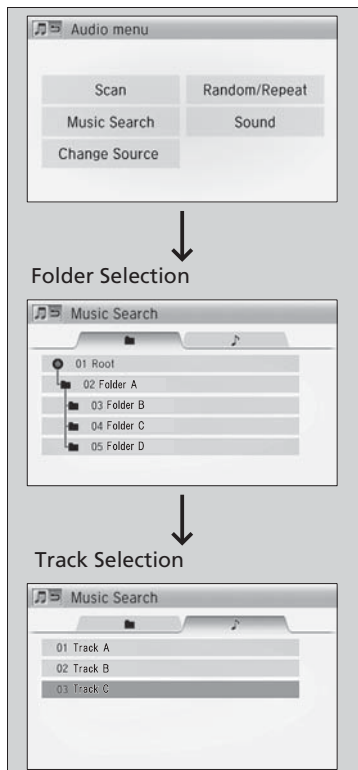 Audio menu
Scan Random/Repeat
Music Search Sound
Change Source
Folder Selection
Music Search
01 Root
02 Folder A
03 Folder B
04 Folder C
05 Folder D
Track Selection
Music Search
01 Track A
02 Track B
03 Track C